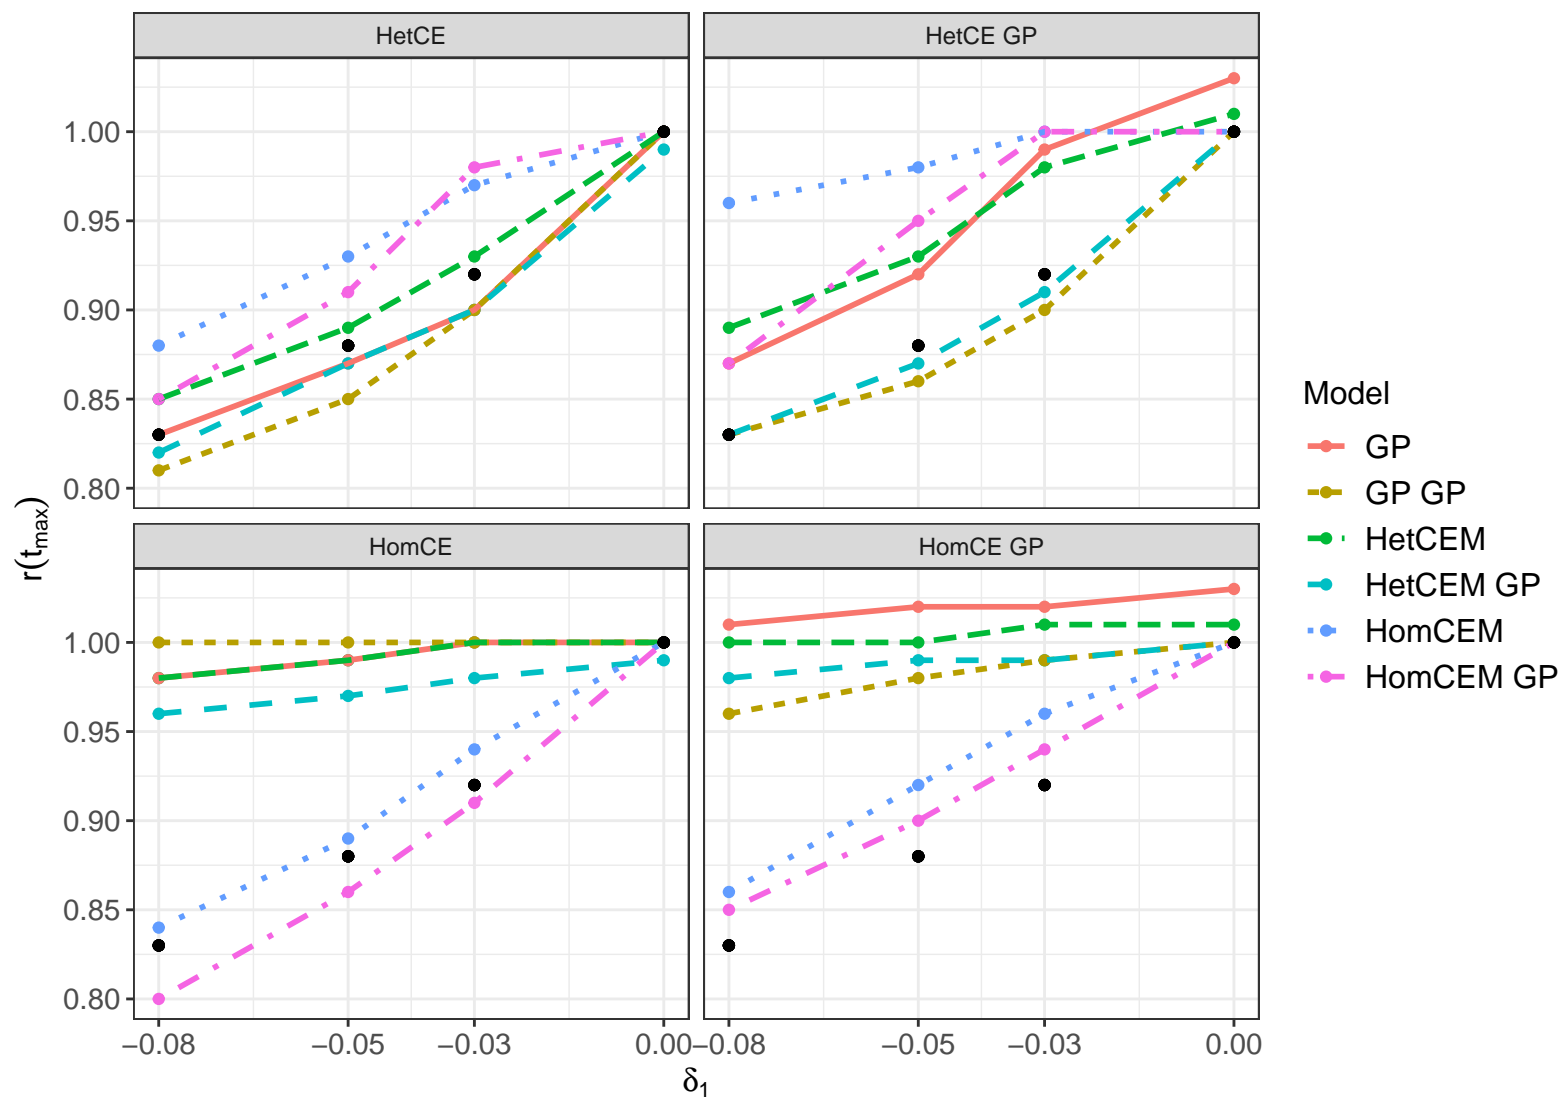 HetCE
HetCE GP
1.00
0.95
0.90
0.85
0.80
HomCE
HomCE GP
1.00
0.95
0.90
0.85
0.80
−0.08
−0.05
−0.03
0.00
−0.08
−0.05
−0.03
0.00
δ1
r(tmax)
Model
GP
GP GP
HetCEM
HetCEM GP
HomCEM
HomCEM GP